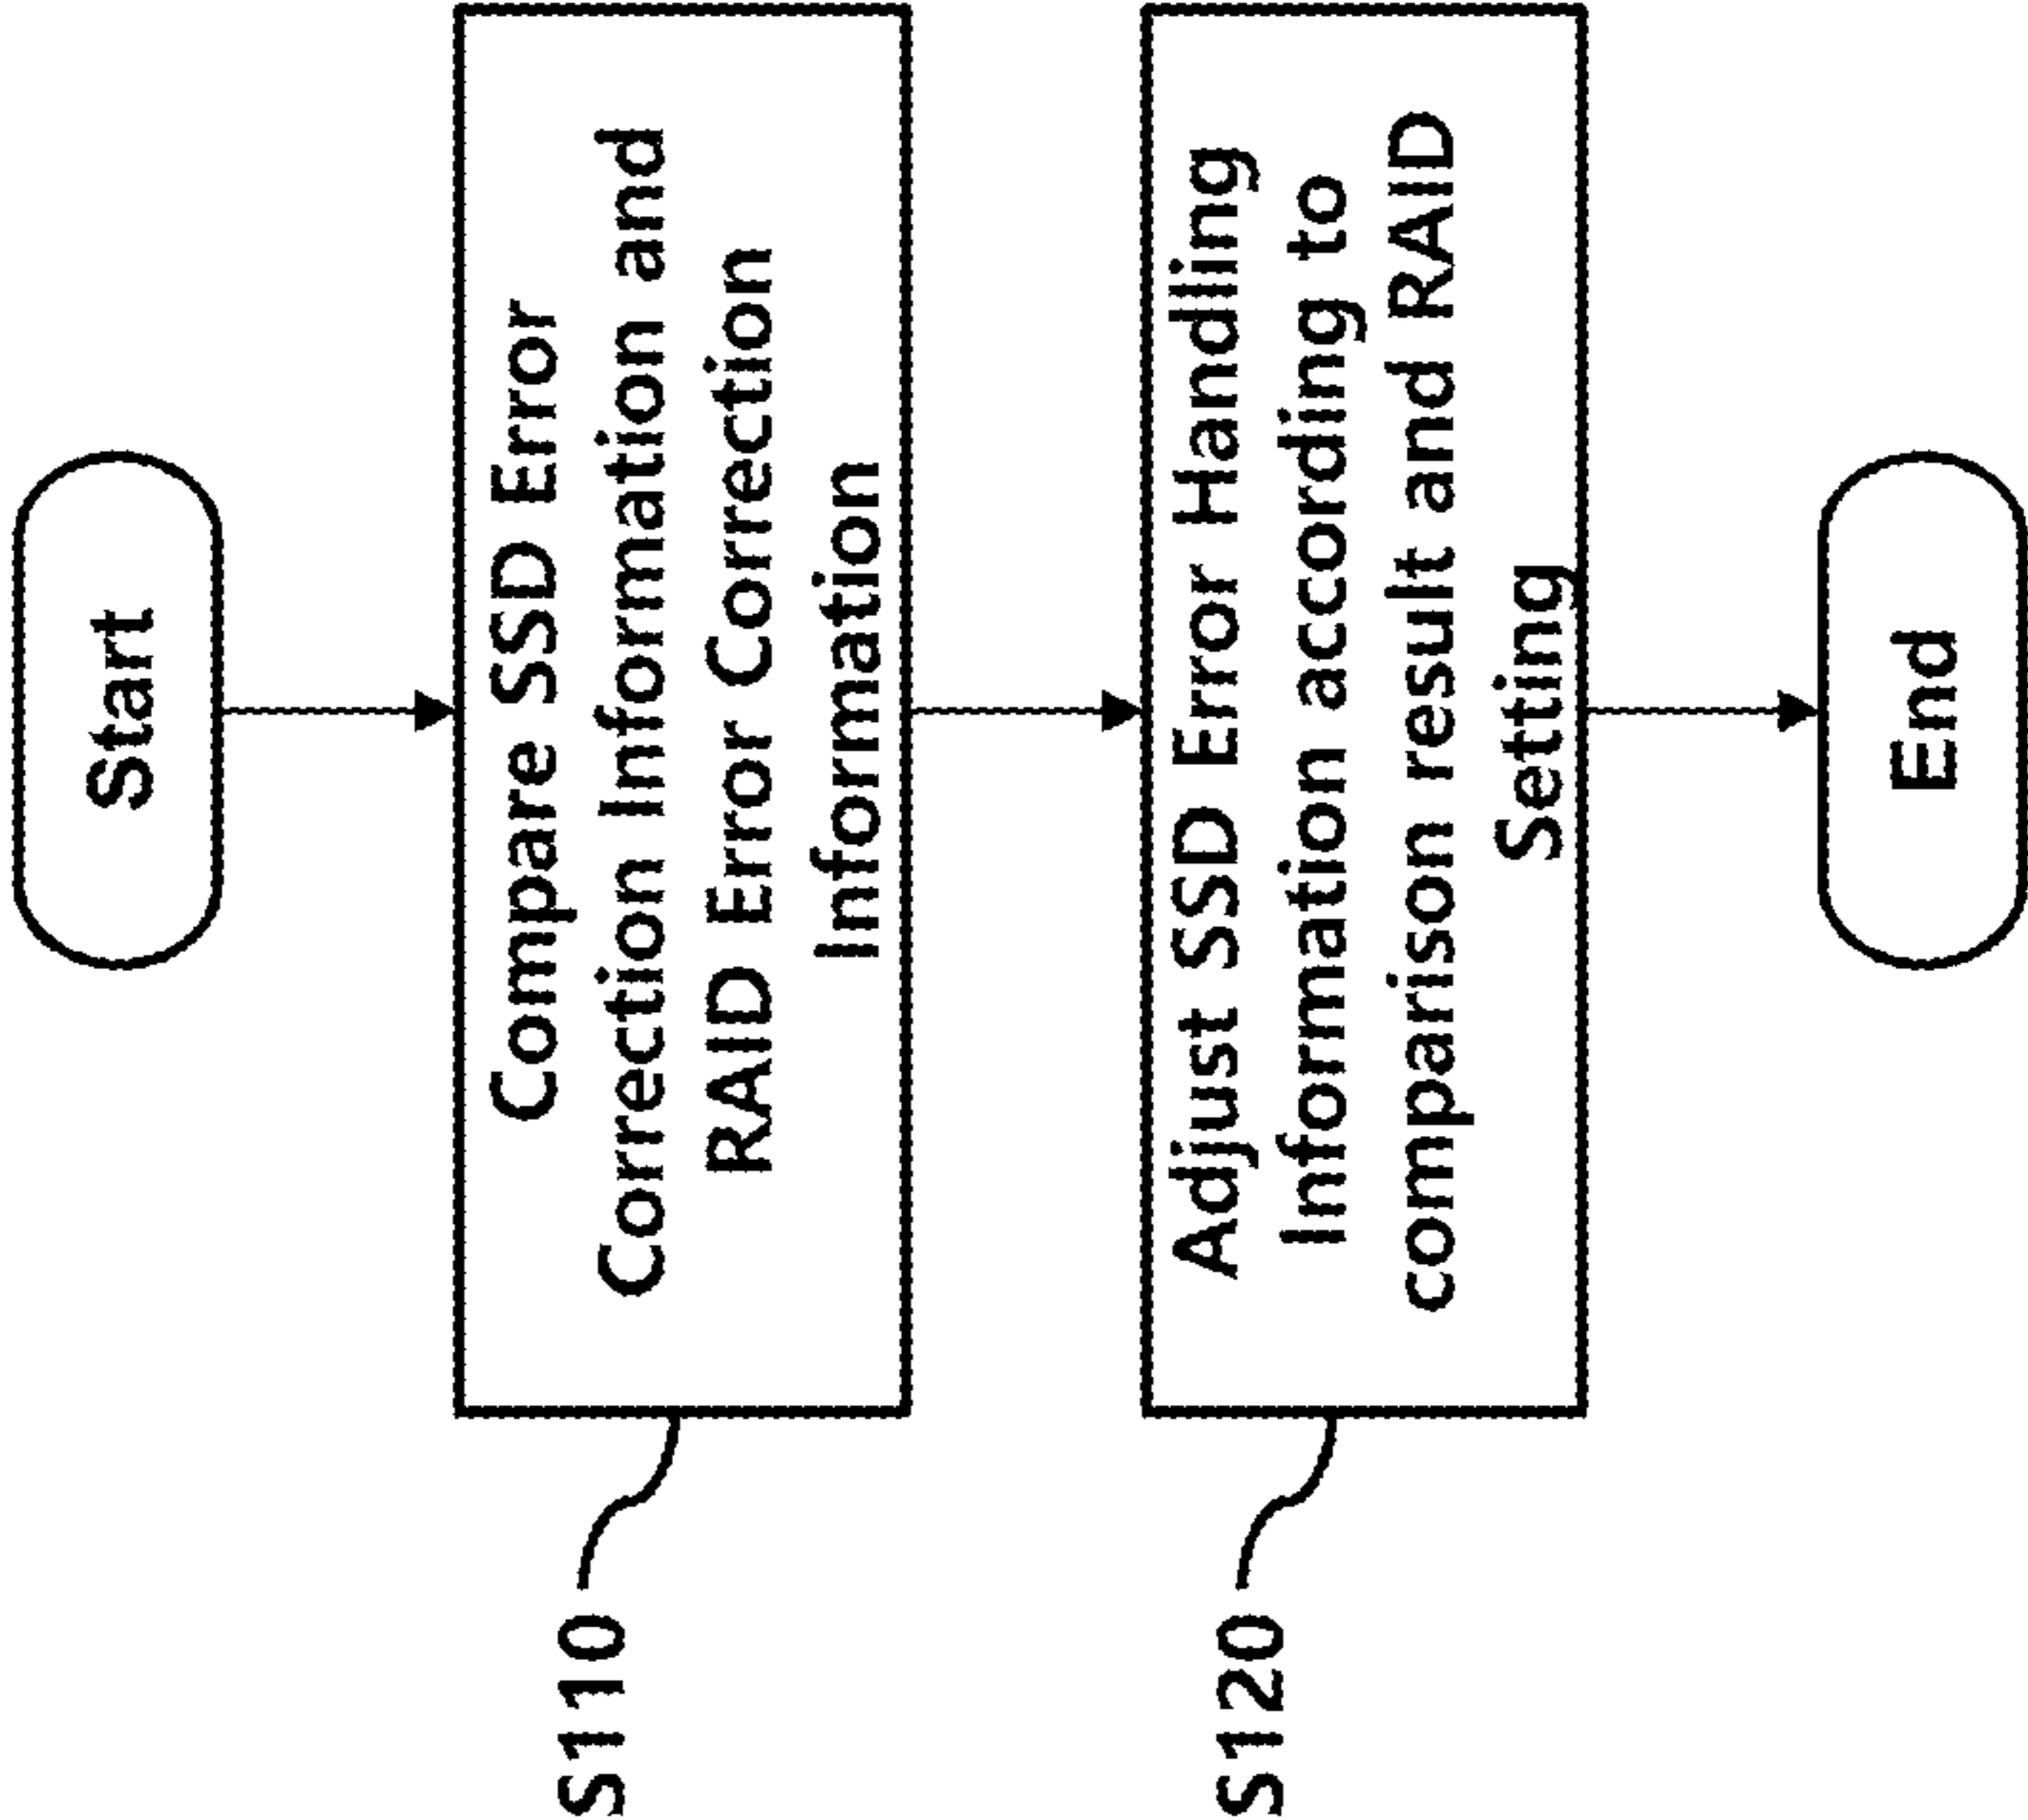 Start
S110
Compare SSD Error
Correction Information and
RAID Error Correction
Information
S120
Adjust SSD Error Handling
Information according to
comparison result and RAID
Setting
End